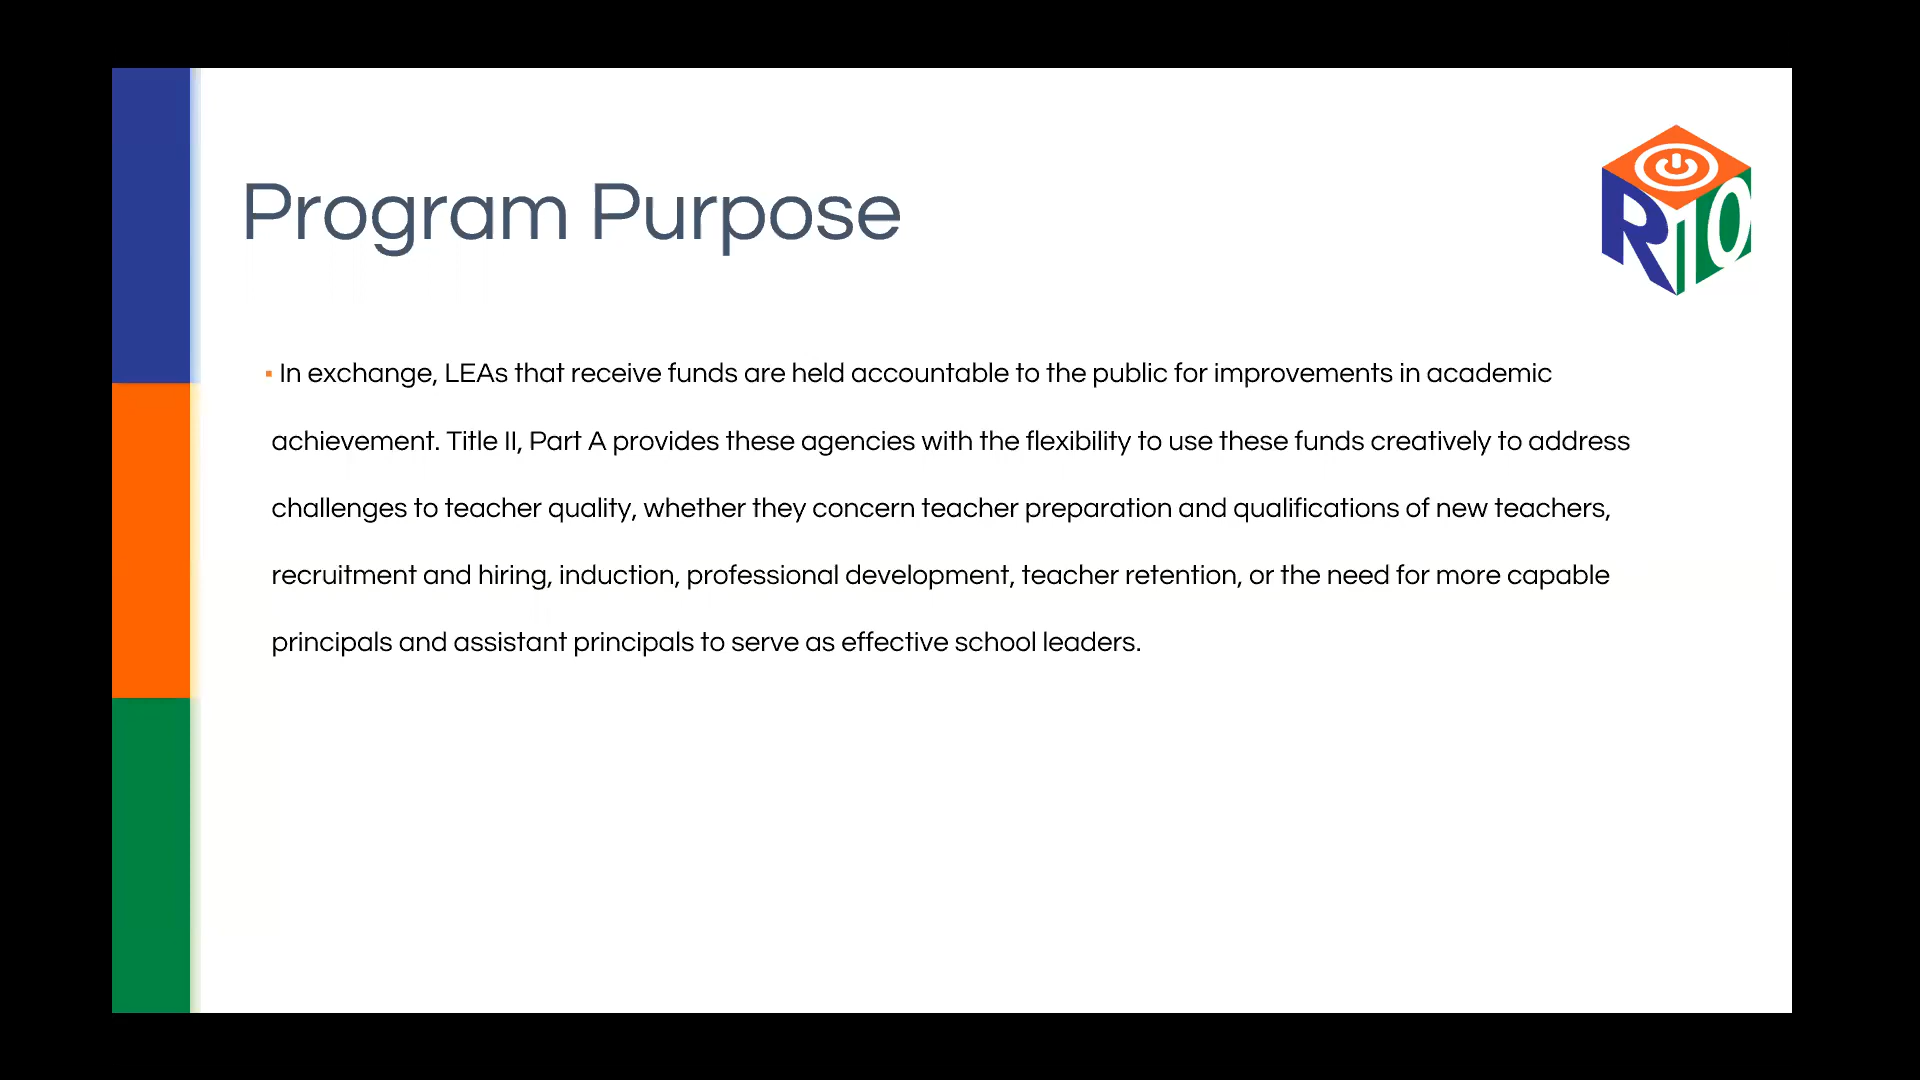 Program Purpose
R10
▪ In exchange, LEAs that receive funds are held accountable to the public for improvements in academic
achievement. Title II, Part A provides these agencies with the flexibility to use these funds creatively to address
challenges to teacher quality, whether they concern teacher preparation and qualifications of new teachers,
recruitment and hiring, induction, professional development, teacher retention, or the need for more capable
principals and assistant principals to serve as effective school leaders.